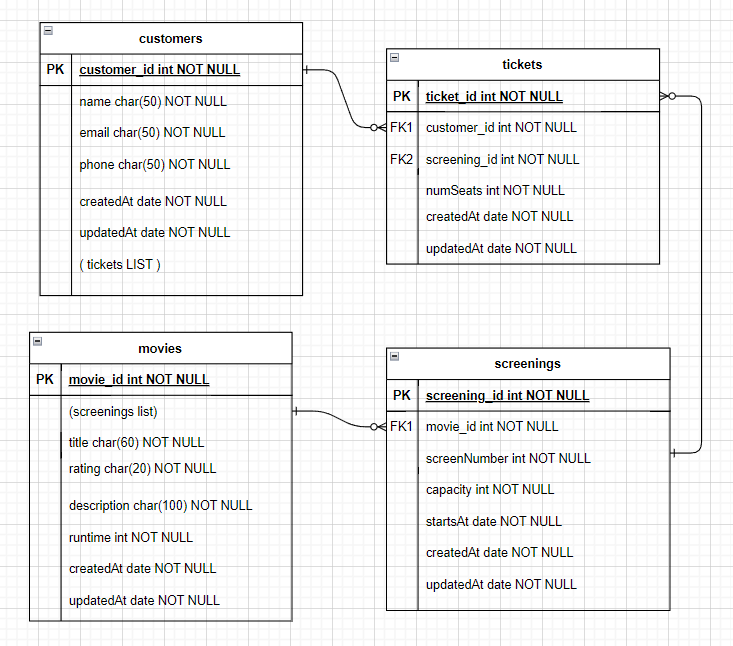 customers
PK customer_id int NOT NULL
name char(50) NOT NULL
email char(50) NOT NULL
phone char(50) NOT NULL
createdAt date NOT NULL
updatedAt date NOT NULL
( tickets LIST )
tickets
PK ticket_id int NOT NULL
FK1 customer_id int NOT NULL
FK2 screening_id int NOT NULL
numSeats int NOT NULL
createdAt date NOT NULL
updatedAt date NOT NULL
movies
PK movie_id int NOT NULL
(screenings list)
title char(60) NOT NULL
rating char(20) NOT NULL
description char(100) NOT NULL
runtime int NOT NULL
createdAt date NOT NULL
updatedAt date NOT NULL
screenings
PK screening_id int NOT NULL
FK1 movie_id int NOT NULL
screenNumber int NOT NULL
capacity int NOT NULL
startsAt date NOT NULL
createdAt date NOT NULL
updatedAt date NOT NULL